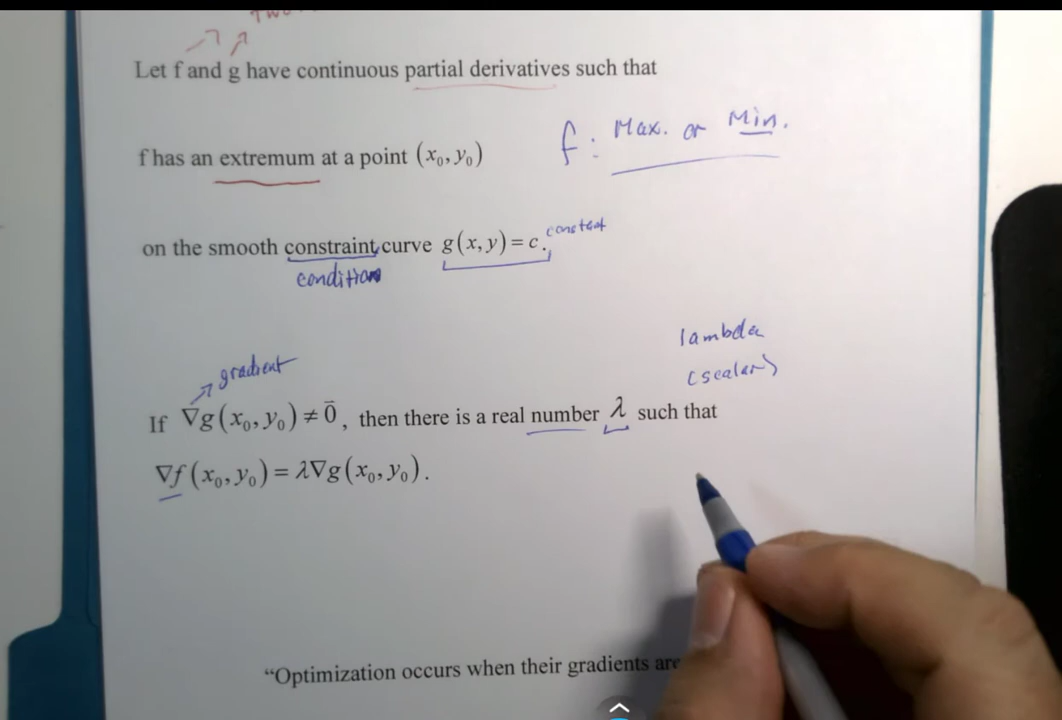 Let f and g have continuous partial derivatives such that
f: Max. or Min.
f has an extremum at a point (x₀, y₀)
on the smooth constraint curve g(x, y) = c. constant
condition
lambda
(scalar)
gradient
If ∇g(x₀, y₀) ≠ 0⃗, then there is a real number λ such that
∇f(x₀, y₀) = λ∇g(x₀, y₀).
“Optimization occurs when their gradients are